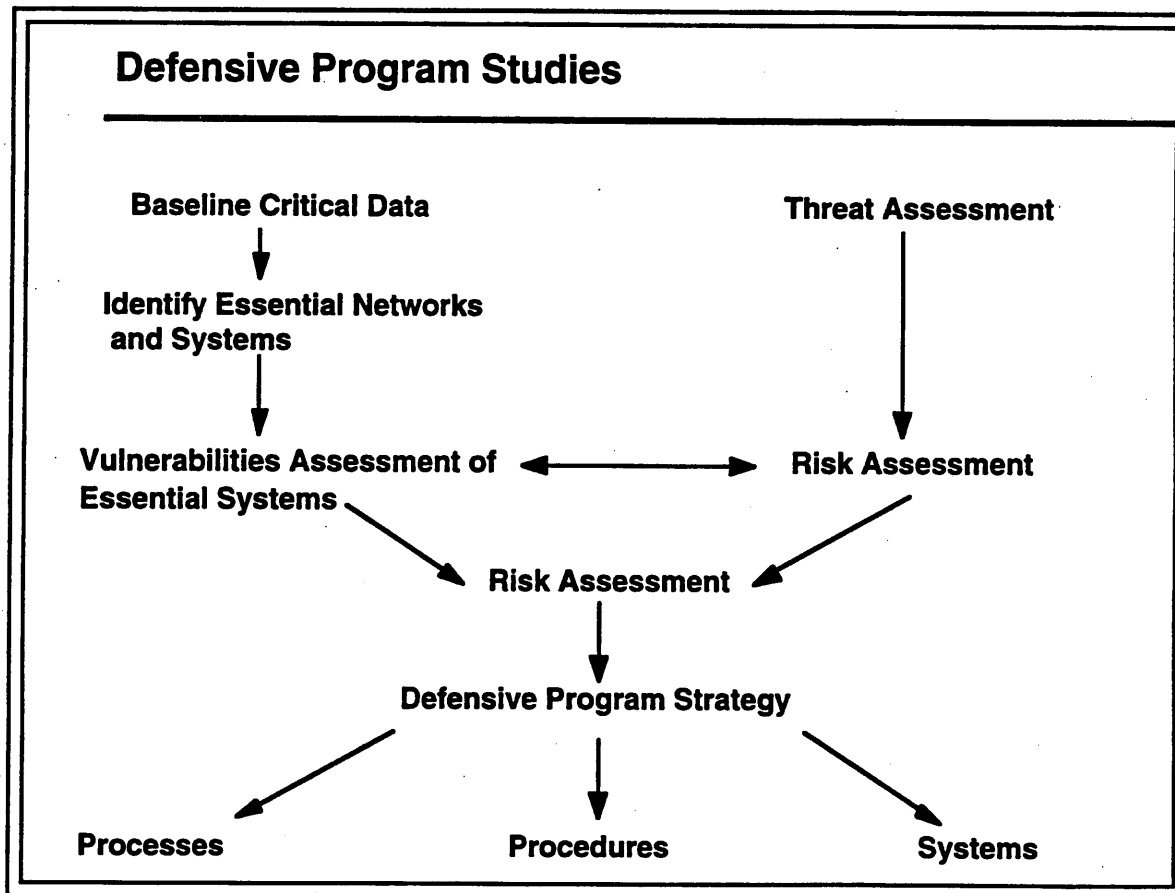 Defensive Program Studies
Baseline Critical Data
Threat Assessment
Identify Essential Networks
and Systems
Vulnerabilities Assessment of
Essential Systems
Risk Assessment
Risk Assessment
Defensive Program Strategy
Processes
Procedures
Systems